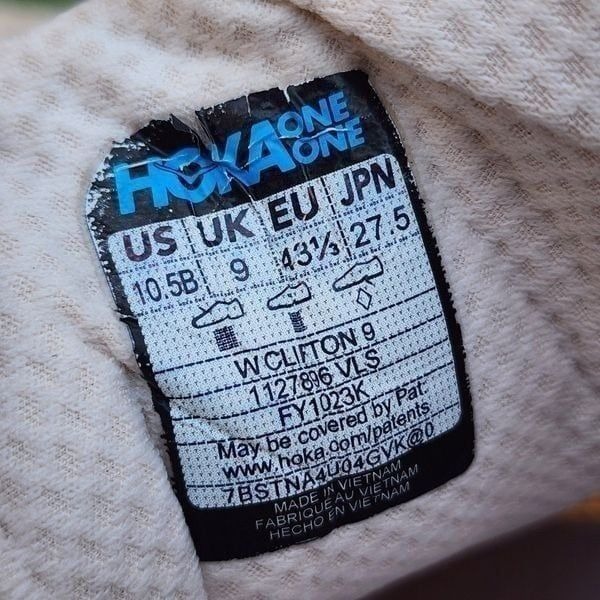 HOKA ONE ONE
US UK EU JPN
10.5B 9 43⅓ 27.5
W CLIFTON 9
1127896 VLS
FY1023K
May be covered by Pat.
www.hoka.com/patents
7BSTNA4U04GVK@0
MADE IN VIETNAM
FABRIQUÉ AU VIETNAM
HECHO EN VIETNAM